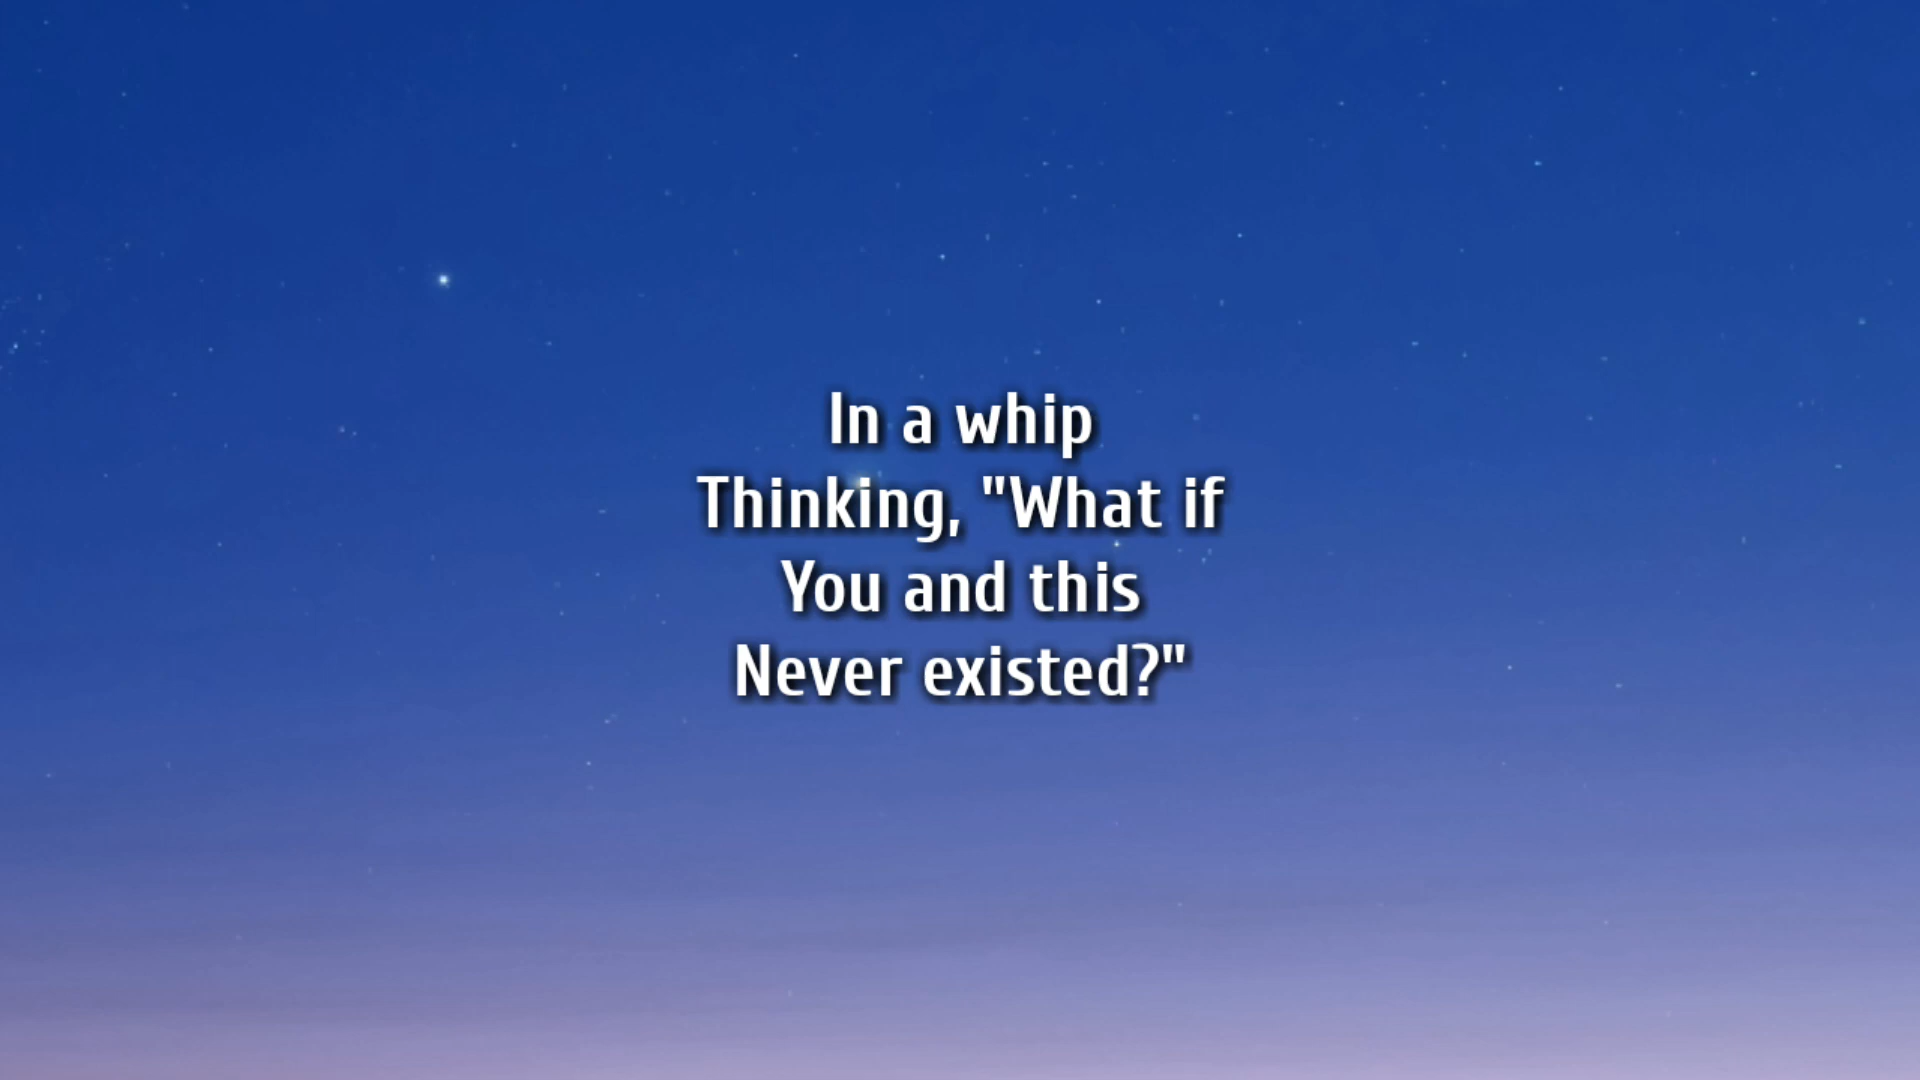 In a whip
Thinking, "What if
You and this
Never existed?"